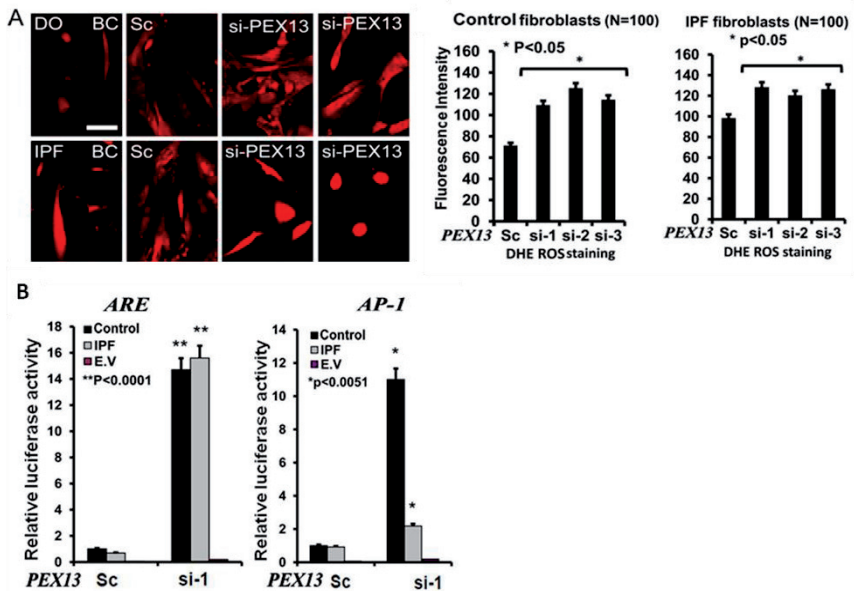 A
DO BC
Sc
si-PEX13
si-PEX13
IPF BC
Sc
si-PEX13
si-PEX13
Control fibroblasts (N=100)
* P<0.05
*
Fluorescence Intensity
160
140
120
100
80
60
40
20
0
PEX13 Sc si-1 si-2 si-3
DHE ROS staining
IPF fibroblasts (N=100)
* p<0.05
*
160
140
120
100
80
60
40
20
0
PEX13 Sc si-1 si-2 si-3
DHE ROS staining
B
ARE
Relative luciferase activity
18
16
14
12
10
8
6
4
2
0
Control
IPF
E.V
**P<0.0001
**
**
PEX13 Sc si-1
AP-1
Relative luciferase activity
14
12
10
8
6
4
2
0
Control
IPF
E.V
*p<0.0051
*
*
PEX13 Sc si-1